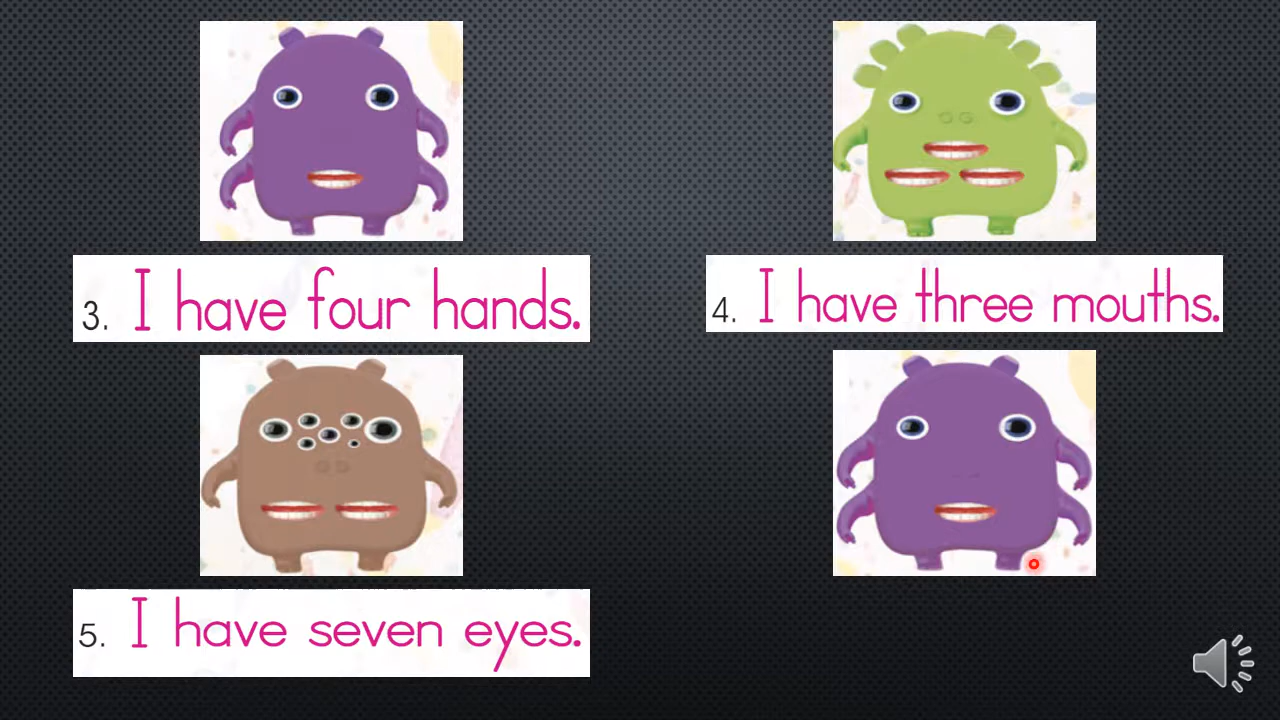 3. I have four hands.
4. I have three mouths.
5. I have seven eyes.